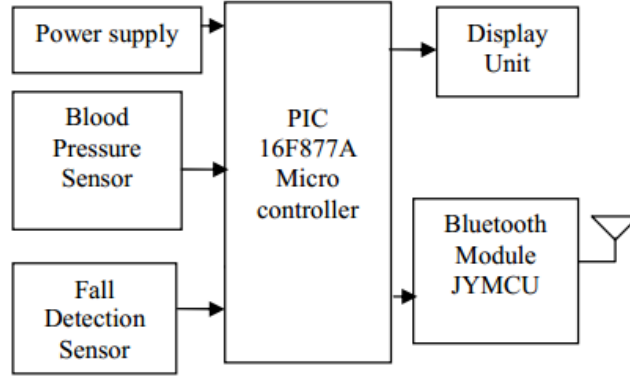 Power supply
Blood
Pressure
Sensor
Fall
Detection
Sensor
PIC
16F877A
Micro
controller
Display
Unit
Bluetooth
Module
JYMCU